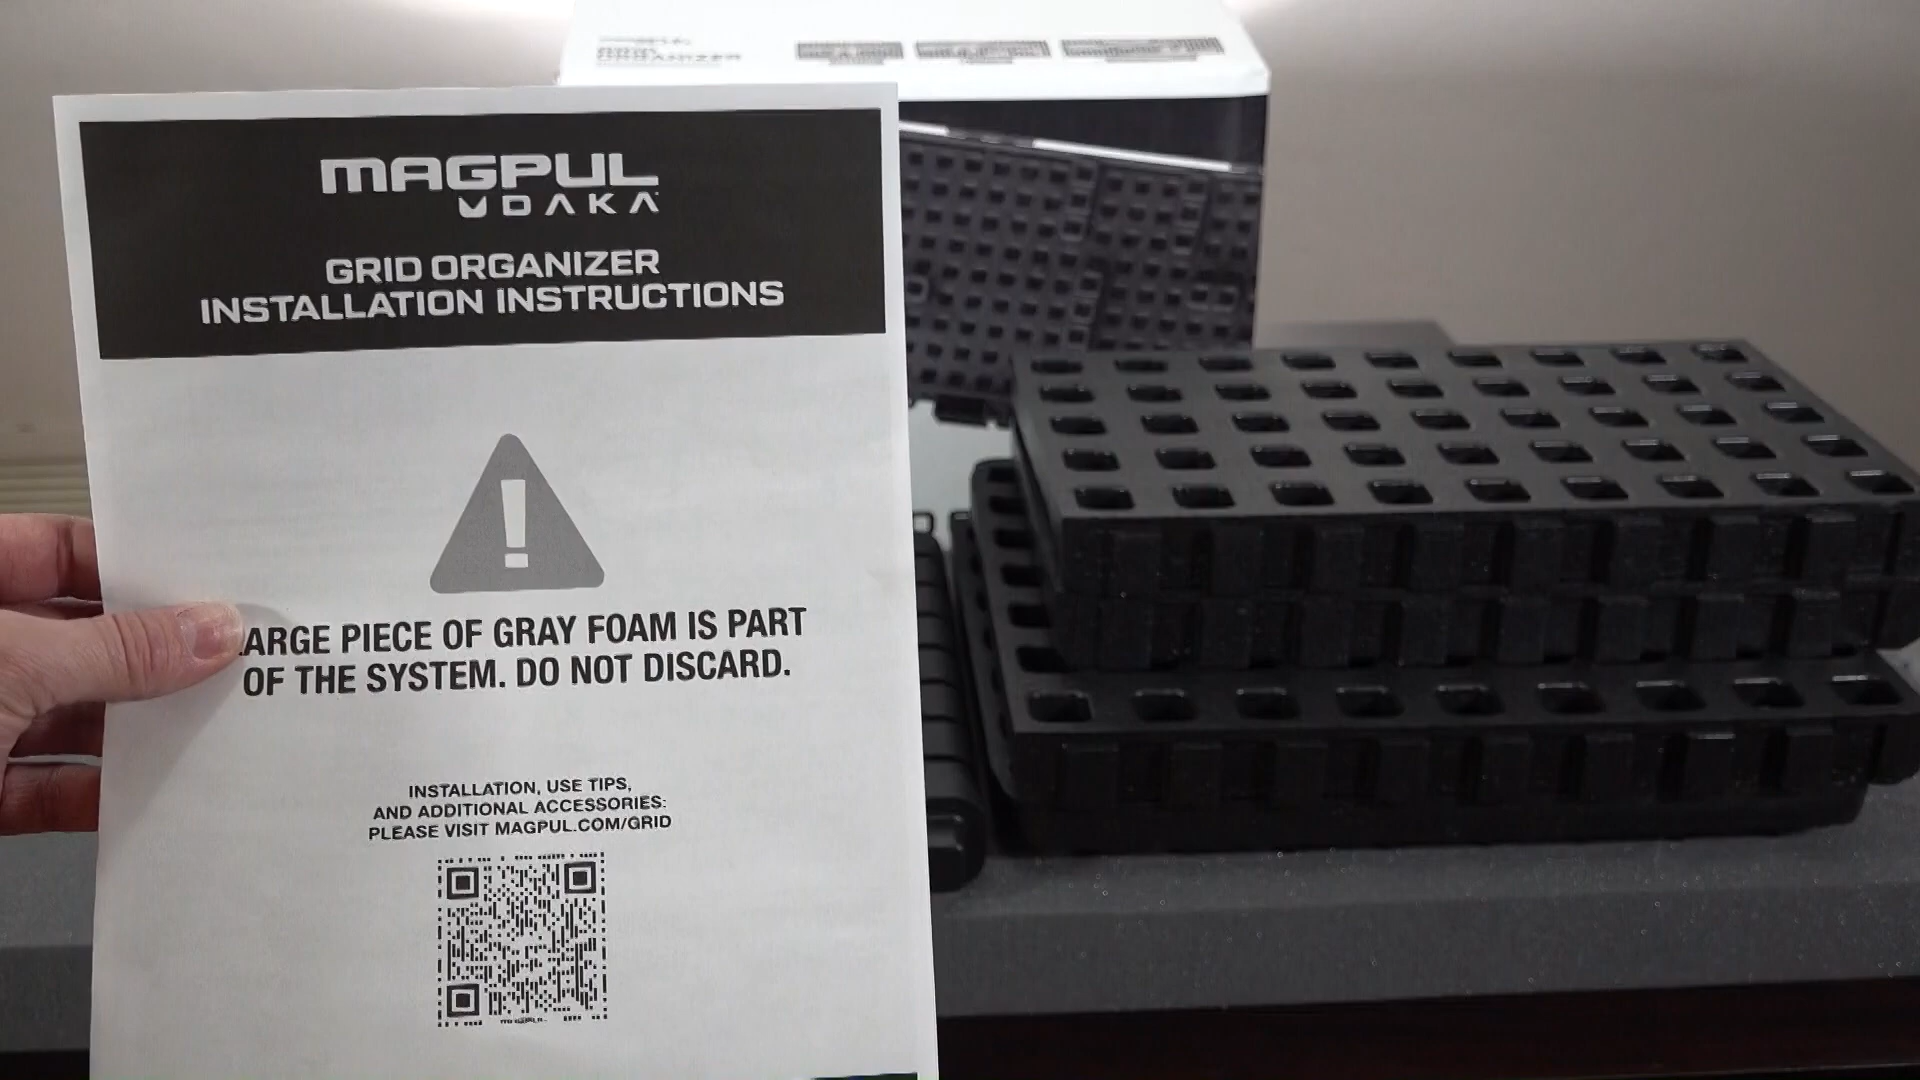 MAGPUL
DAKA
GRID ORGANIZER
INSTALLATION INSTRUCTIONS
ARGE PIECE OF GRAY FOAM IS PART
OF THE SYSTEM. DO NOT DISCARD.
INSTALLATION, USE TIPS,
AND ADDITIONAL ACCESSORIES:
PLEASE VISIT MAGPUL.COM/GRID